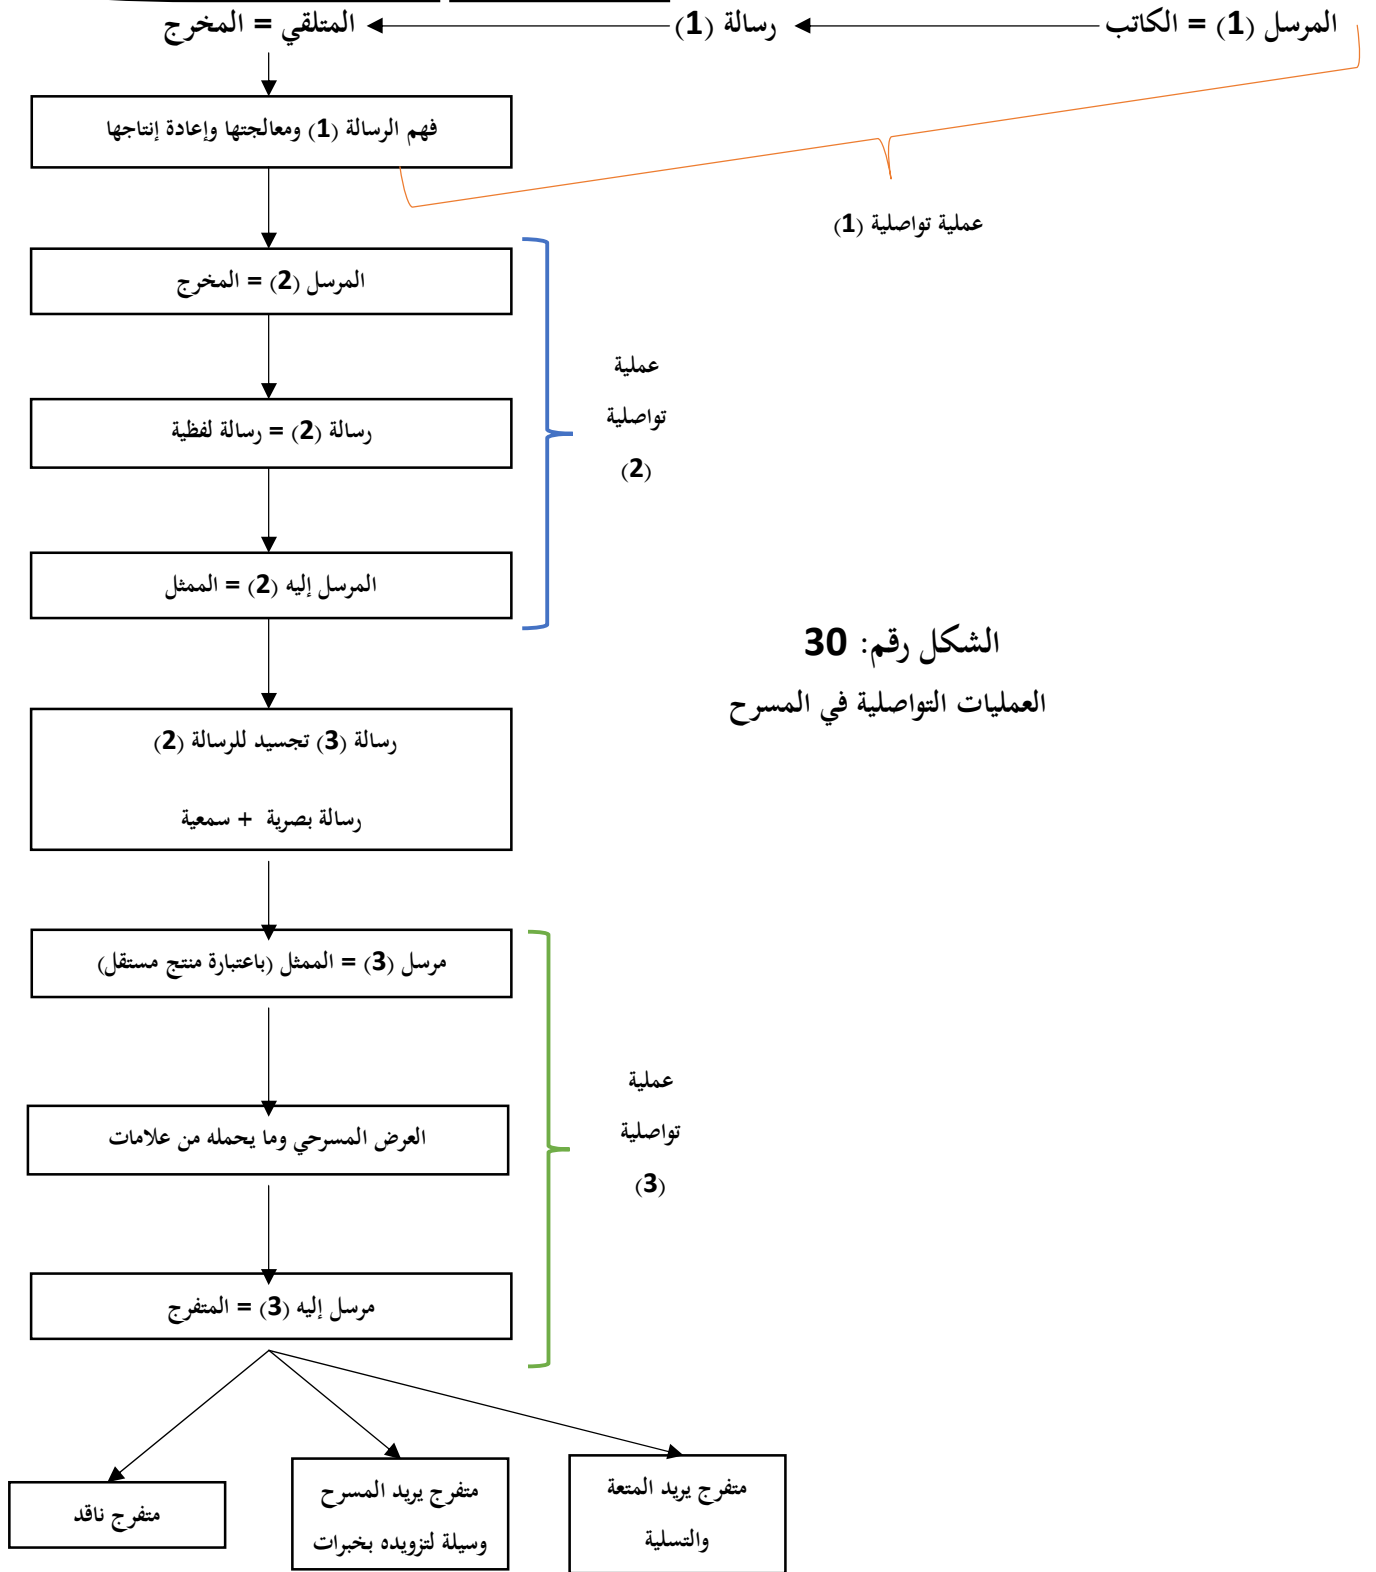 المرسل (1) = الكاتب
رسالة (1)
المتلقي = المخرج
فهم الرسالة (1) ومعالجتها وإعادة إنتاجها
عملية تواصلية (1)
المرسل (2) = المخرج
رسالة (2) = رسالة لفظية
المرسل إليه (2) = الممثل
عملية
تواصلية
(2)
الشكل رقم: 30
العمليات التواصلية في المسرح
رسالة (3) تجسيد للرسالة (2)
رسالة بصرية + سمعية
مرسل (3) = الممثل (باعتبارة منتج مستقل)
العرض المسرحي وما يحمله من علامات
مرسل إليه (3) = المتفرج
عملية
تواصلية
(3)
متفرج يريد المتعة
والتسلية
متفرج يريد المسرح
وسيلة لتزويده بخبرات
متفرج ناقد